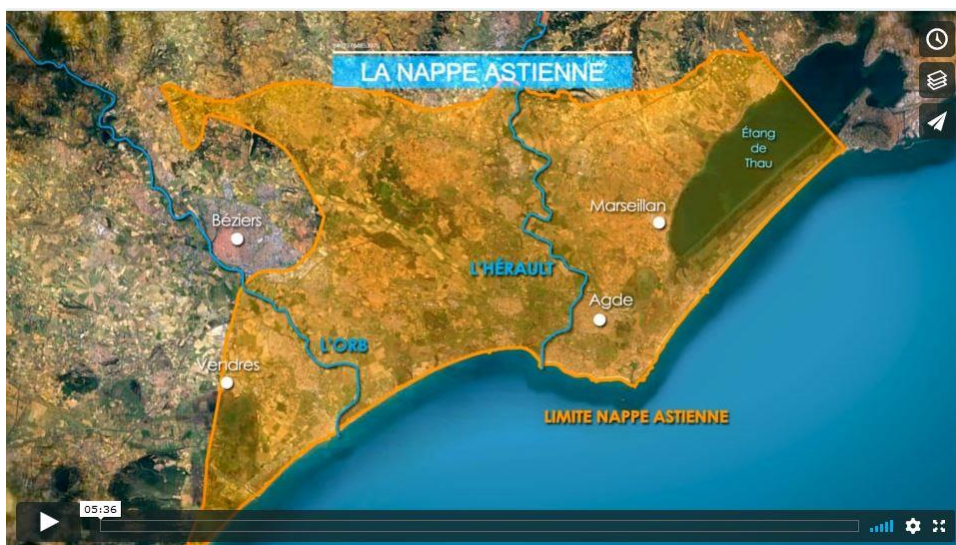 LA NAPPE ASTIENNE
Étang
de
Thau
Béziers
Marseillan
L'HÉRAULT
Agde
L'ORB
Vendres
LIMITE NAPPE ASTIENNE
05:36